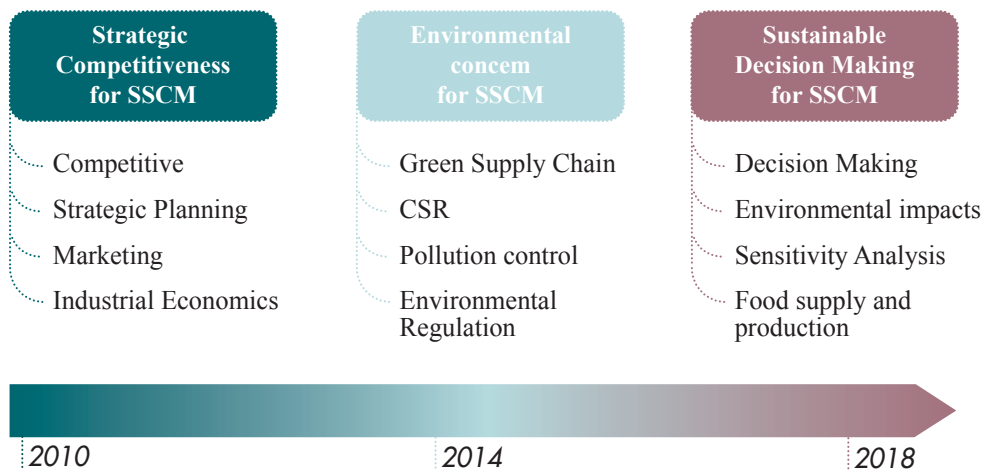 Strategic
Competitiveness
for SSCM
Competitive
Strategic Planning
Marketing
Industrial Economics
Environmental
concem
for SSCM
Green Supply Chain
CSR
Pollution control
Environmental
Regulation
Sustainable
Decision Making
for SSCM
Decision Making
Environmental impacts
Sensitivity Analysis
Food supply and
production
2010
2014
2018